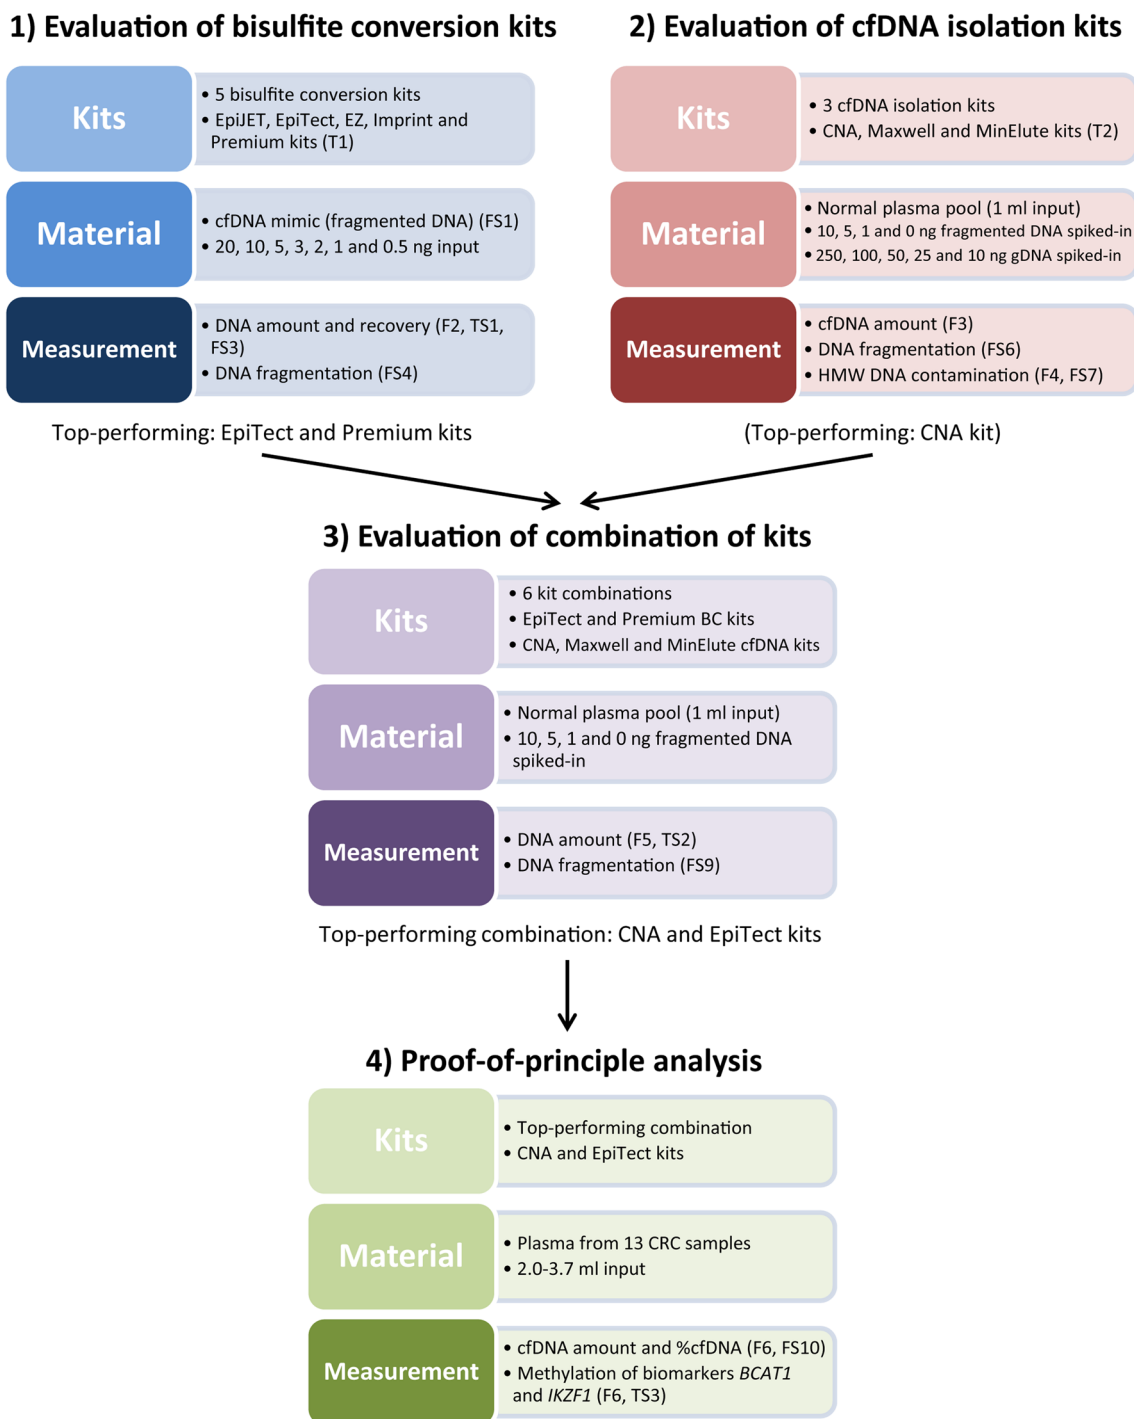 1) Evaluation of bisulfite conversion kits
Kits
• 5 bisulfite conversion kits
• EpiJET, EpiTect, EZ, Imprint and
Premium kits (T1)
Material
• cfDNA mimic (fragmented DNA) (FS1)
• 20, 10, 5, 3, 2, 1 and 0.5 ng input
Measurement
• DNA amount and recovery (F2, TS1,
FS3)
• DNA fragmentation (FS4)
Top-performing: EpiTect and Premium kits
2) Evaluation of cfDNA isolation kits
Kits
• 3 cfDNA isolation kits
• CNA, Maxwell and MinElute kits (T2)
Material
• Normal plasma pool (1 ml input)
• 10, 5, 1 and 0 ng fragmented DNA spiked-in
• 250, 100, 50, 25 and 10 ng gDNA spiked-in
Measurement
• cfDNA amount (F3)
• DNA fragmentation (FS6)
• HMW DNA contamination (F4, FS7)
(Top-performing: CNA kit)
3) Evaluation of combination of kits
Kits
• 6 kit combinations
• EpiTect and Premium BC kits
• CNA, Maxwell and MinElute cfDNA kits
Material
• Normal plasma pool (1 ml input)
• 10, 5, 1 and 0 ng fragmented DNA
spiked-in
Measurement
• DNA amount (F5, TS2)
• DNA fragmentation (FS9)
Top-performing combination: CNA and EpiTect kits
4) Proof-of-principle analysis
Kits
• Top-performing combination
• CNA and EpiTect kits
Material
• Plasma from 13 CRC samples
• 2.0-3.7 ml input
Measurement
• cfDNA amount and %cfDNA (F6, FS10)
• Methylation of biomarkers BCAT1
and IKZF1 (F6, TS3)